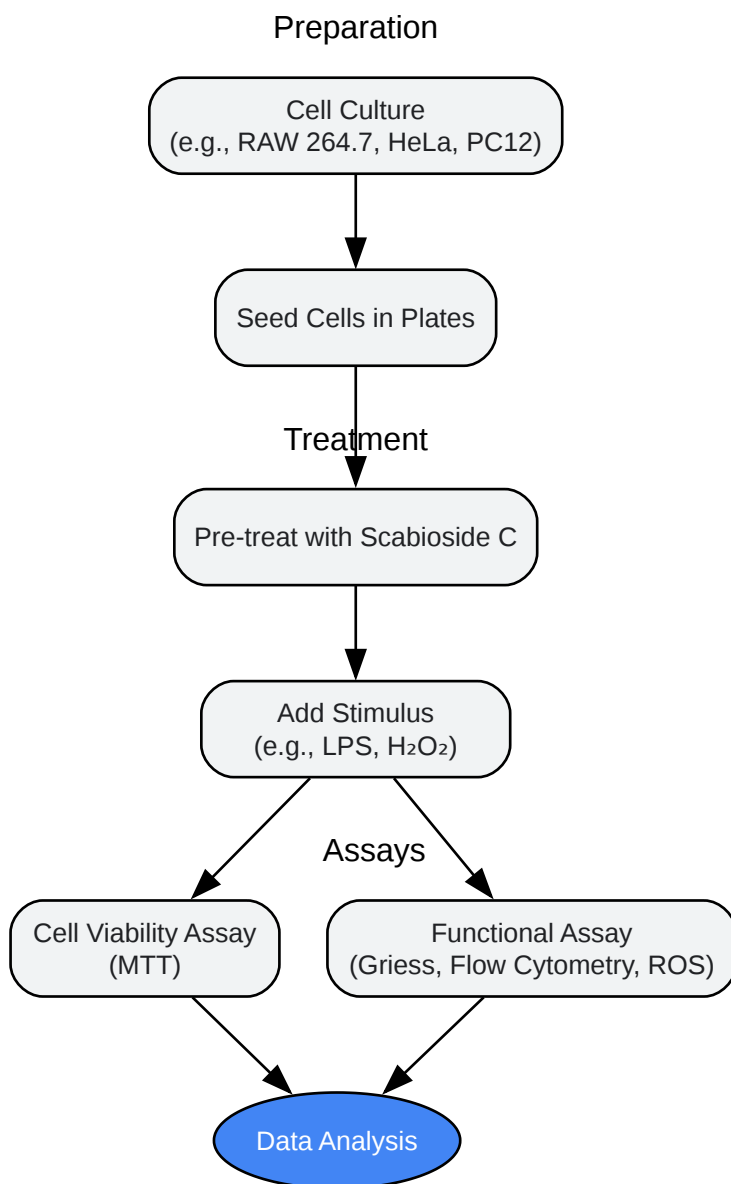 Preparation
Cell Culture
(e.g., RAW 264.7, HeLa, PC12)
Seed Cells in Plates
Treatment
Pre-treat with Scabioside C
Add Stimulus
(e.g., LPS, H₂O₂)
Assays
Cell Viability Assay
(MTT)
Functional Assay
(Griess, Flow Cytometry, ROS)
Data Analysis